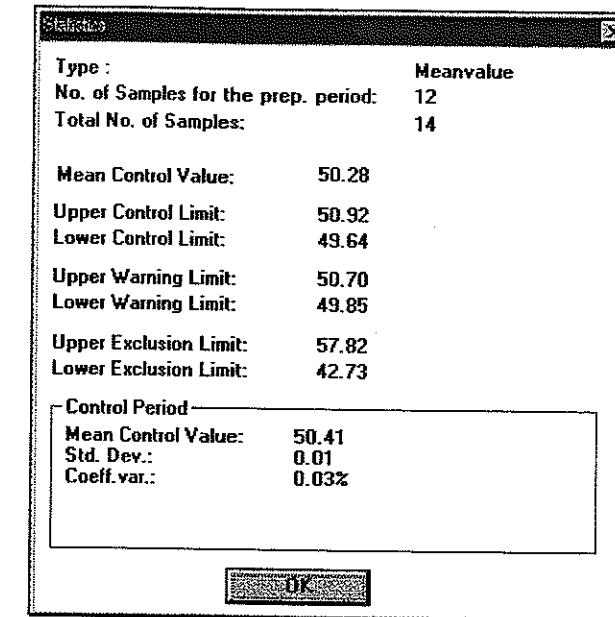 Statistics
Type : Meanvalue
No. of Samples for the prep. period: 12
Total No. of Samples: 14
Mean Control Value: 50.28
Upper Control Limit: 50.92
Lower Control Limit: 49.64
Upper Warning Limit: 50.70
Lower Warning Limit: 49.85
Upper Exclusion Limit: 57.82
Lower Exclusion Limit: 42.73
Control Period
Mean Control Value: 50.41
Std. Dev.: 0.01
Coeff.var.: 0.03%
OK